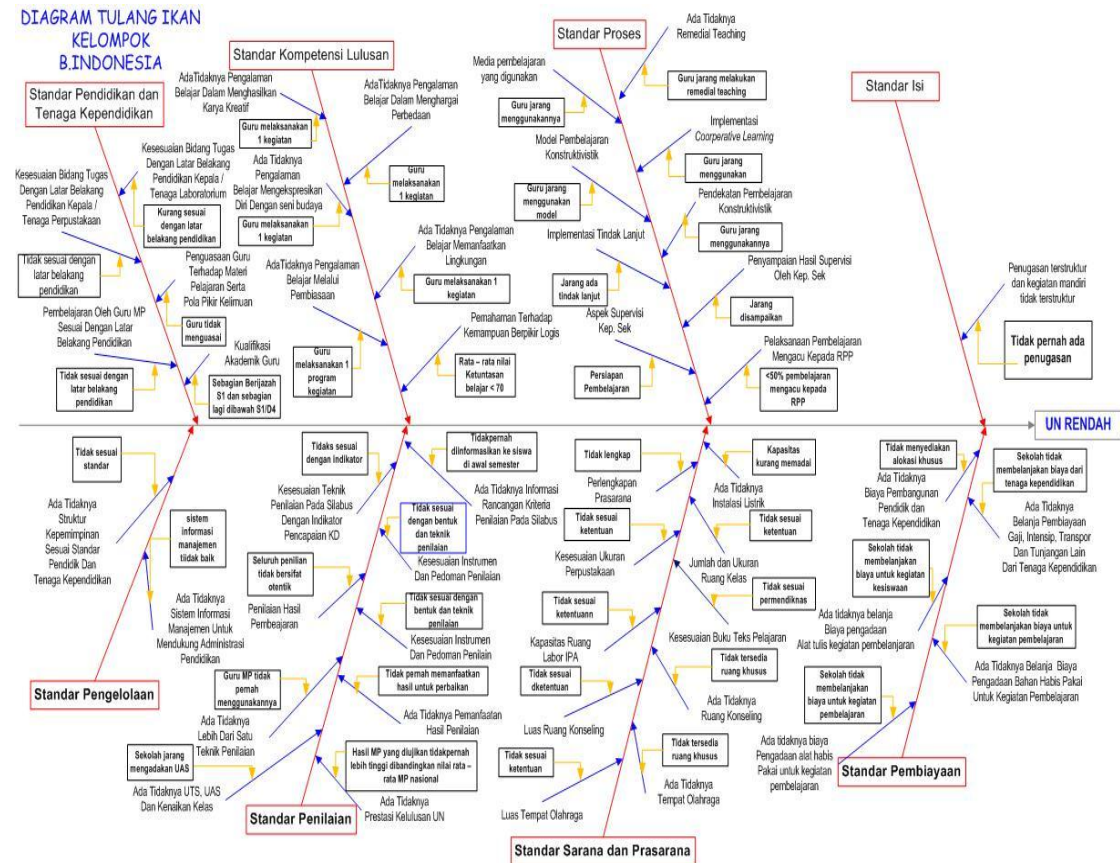 DIAGRAM TULANG IKAN
KELOMPOK
B.INDONESIA
Standar Pendidikan dan
Tenaga Kependidikan
Kesesuaian Bidang Tugas
Dengan Latar Belakang
Pendidikan Kepala /
Tenaga Laboratorium
Kurang sesuai
dengan latar
belakang pendidikan
Kesesuaian Bidang Tugas
Dengan Latar Belakang
Pendidikan Kepala /
Tenaga Perpustakaan
Tidak sesuai dengan
latar belakang
pendidikan
Penguasaan Guru
Terhadap Materi
Pelajaran Serta
Pola Pikir Kelimuan
Guru tidak
menguasai
Pembelajaran Oleh Guru MP
Sesuai Dengan Latar
Belakang Pendidikan
Tidak sesuai dengan
latar belakang
pendidikan
Kualifikasi
Akademik Guru
Sebagian Berijazah
S1 dan sebagian
lagi dibawah S1/D4
Standar Kompetensi Lulusan
AdaTidaknya Pengalaman
Belajar Dalam Menghasilkan
Karya Kreatif
Guru melaksanakan
1 kegiatan
AdaTidaknya Pengalaman
Belajar Dalam Menghargai
Perbedaan
Guru
melaksanakan
1 kegiatan
Ada Tidaknya
Pengalaman
Belajar Mengekspresikan
Diri Dengan seni budaya
Guru melaksanakan
1 kegiatan
Ada Tidaknya Pengalaman
Belajar Memanfaatkan
Lingkungan
Guru melaksanakan 1
kegiatan
AdaTidaknya Pengalaman
Belajar Melalui
Pembiasaan
Guru
melaksanakan 1
program
kegiatan
Pemahaman Terhadap
Kemampuan Berpikir Logis
Rata – rata nilai
Ketuntasan
belajar < 70
Standar Proses
Ada Tidaknya
Remedial Teaching
Guru jarang melakukan
remedial teaching
Media pembelajaran
yang digunakan
Guru jarang
menggunakannya
Implementasi
Coorperative Learning
Guru jarang
menggunakan
Model Pembelajaran
Konstruktivistik
Guru jarang
menggunakan
model
Pendekatan Pembelajaran
Konstruktivistik
Guru jarang
menggunakannya
Implementasi Tindak Lanjut
Jarang ada
tindak lanjut
Penyampaian Hasil Supervisi
Oleh Kep. Sek
Jarang
disampaikan
Aspek Supervisi
Kep. Sek
Persiapan
Pembelajaran
Pelaksanaan Pembelajaran
Mengacu Kepada RPP
<50% pembelajaran
mengacu kepada
RPP
Standar Isi
Penugasan terstruktur
dan kegiatan mandiri
tidak terstruktur
Tidak pernah ada
penugasan
UN RENDAH
Tidak sesuai
standar
Ada Tidaknya
Struktur
Kepemimpinan
Sesuai Standar
Pendidik Dan
Tenaga Kependidikan
sistem
informasi
manajemen
tiidak baik
Ada Tidaknya
Sistem Informasi
Manajemen Untuk
Mendukung Administrasi
Pendidikan
Standar Pengelolaan
Tidaks sesuai
dengan Indikator
Kesesuaian Teknik
Penilaian Pada Silabus
Dengan Indikator
Pencapaian KD
Tidakpernah
diinformasikan ke siswa
di awal semester
Ada Tidaknya Informasi
Rancangan Kriteria
Penilaian Pada Silabus
Tidak sesuai
dengan bentuk
dan teknik
penilaian
Kesesuaian Instrumen
Dan Pedoman Penilaian
Seluruh penilian
tidak bersifat
otentik
Penilaian Hasil
Pembeajaran
Tidak sesuai dengan
bentuk dan teknik
penilaian
Kesesuaian Instrumen
Dan Pedoman Penilain
Guru MP tidak
pernah
menggunakannya
Ada Tidaknya
Lebih Dari Satu
Teknik Penilaian
Tidak pernah memanfaatkan
hasil untuk perbaikan
Ada Tidaknya Pemanfaatan
Hasil Penilaian
Sekolah jarang
mengadakan UAS
Ada Tidaknya UTS, UAS
Dan Kenaikan Kelas
Hasil MP yang diujikan tidakpernah
lebih tinggi dibandingkan nilai rata –
rata MP nasional
Ada Tidaknya
Prestasi Kelulusan UN
Standar Penilaian
Tidak lengkap
Perlengkapan
Prasarana
Kapasitas
kurang memadai
Ada Tidaknya
Instalasi Listrik
Tidak sesuai
ketentuan
Kesesuaian Ukuran
Perpustakaan
Tidak sesuai
ketentuan
Jumlah dan Ukuran
Ruang Kelas
Tidak sesuai
permendiknas
Kesesuaian Buku Teks Pelajaran
Tidak sesuai
ketentuann
Kapasitas Ruang
Labor IPA
Tidak tersedia
ruang khusus
Ada Tidaknya
Ruang Konseling
Tidak sesuai
dketentuan
Luas Ruang Konseling
Tidak tersedia
ruang khusus
Ada Tidaknya
Tempat Olahraga
Tidak sesuai
ketentuan
Luas Tempat Olahraga
Standar Sarana dan Prasarana
Tidak menyediakan
alokasi khusus
Ada Tidaknya
Biaya Pembangunan
Pendidik dan
Tenaga Kependidikan
Sekolah tidak
membelanjakan biaya dari
tenaga kependidikan
Ada Tidaknya
Belanja Pembiayaan
Gaji, Intensip, Transpor
Dan Tunjangan Lain
Dari Tenaga Kependidikan
Sekolah tidak
membelanjakan
biaya untuk kegiatan
kesiswaan
Ada tidaknya belanja
Biaya pengadaan
Alat tulis kegiatan pembelanjaran
Sekolah tidak
membelanjakan biaya untuk
kegiatan pembelajaran
Ada Tidaknya Belanja Biaya
Pengadaan Bahan Habis Pakai
Untuk Kegiatan Pembelajaran
Sekolah tidak
membelanjakan
biaya untuk kegiatan
pembelajaran
Ada tidaknya biaya
Pengadaan alat habis
Pakai untuk kegiatan
pembelajaran
Standar Pembiayaan